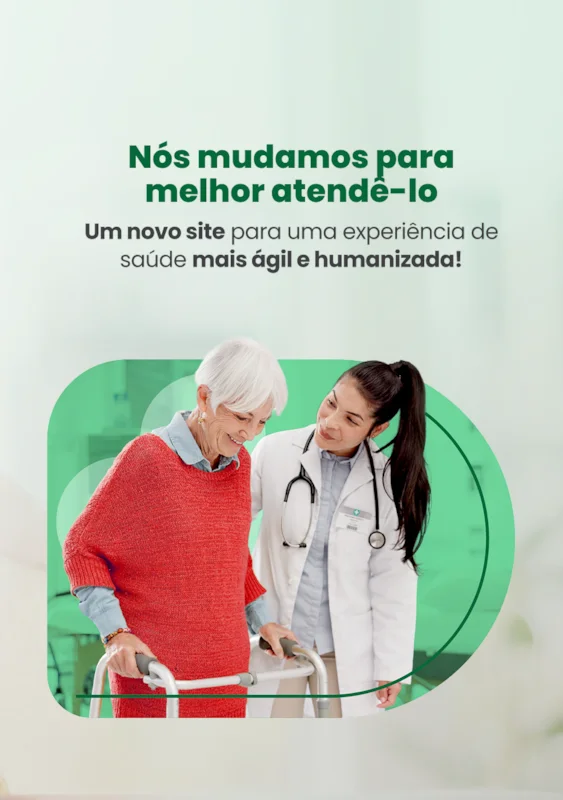 Nós mudamos para
melhor atendê-lo
Um novo site para uma experiência de
saúde mais ágil e humanizada!